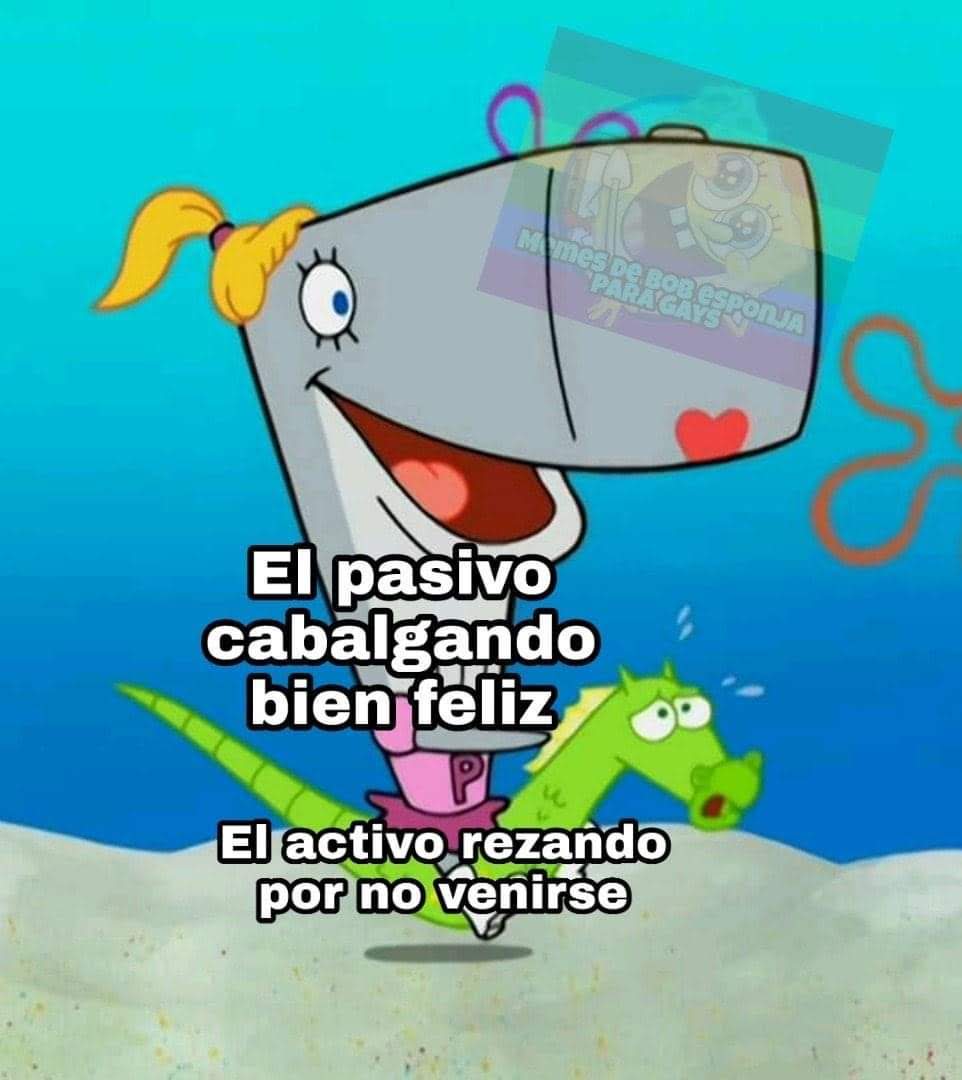 Memes de Bob esponja
PARA GAYS
El pasivo
cabalgando
bien feliz
P
El activo rezando
por no venirse